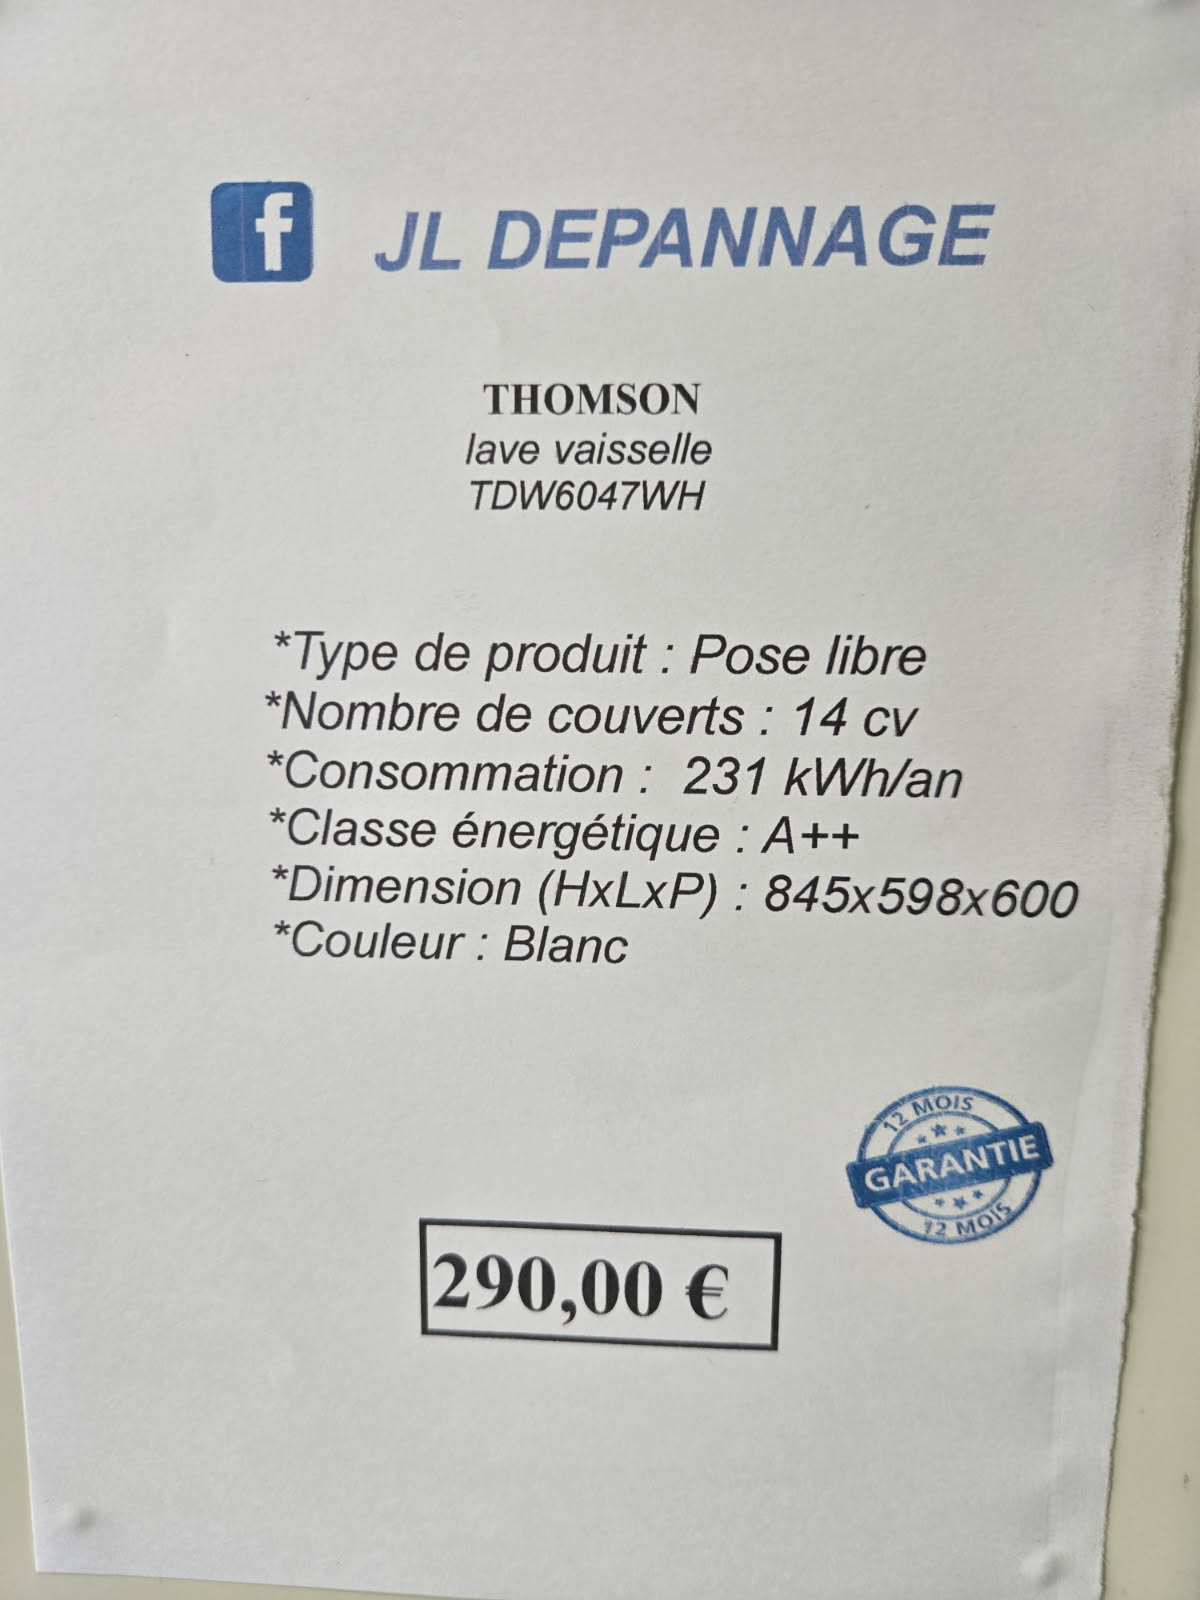 f JL DEPANNAGE
THOMSON
lave vaisselle
TDW6047WH
*Type de produit : Pose libre
*Nombre de couverts : 14 cv
*Consommation : 231 kWh/an
*Classe énergétique : A++
*Dimension (HxLxP) : 845x598x600
*Couleur : Blanc
12 MOIS
GARANTIE
12 MOIS
290,00 €